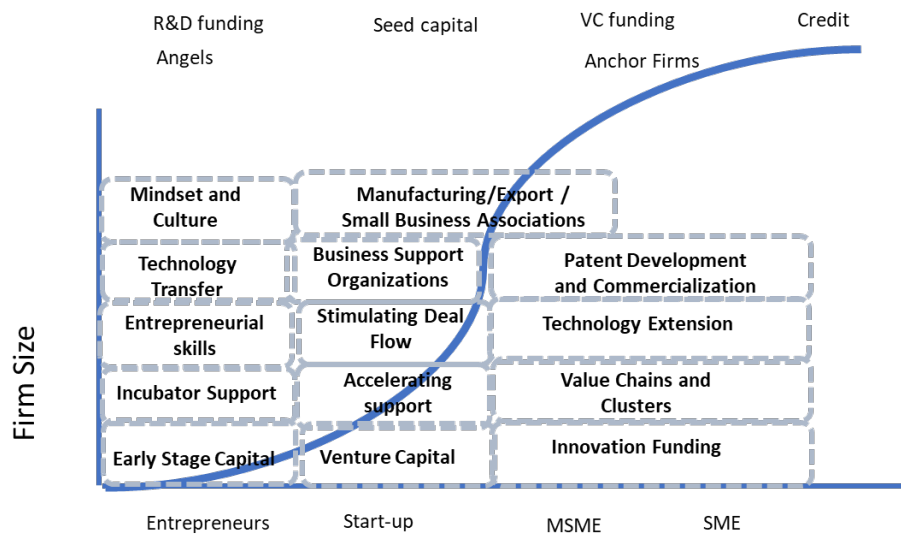 R&D funding
Seed capital
VC funding
Credit
Angels
Anchor Firms
Mindset and
Culture
Manufacturing/Export /
Small Business Associations
Technology
Transfer
Business Support
Organizations
Patent Development
and Commercialization
Entrepreneurial
skills
Stimulating Deal
Flow
Technology Extension
Incubator Support
Accelerating
support
Value Chains and
Clusters
Early Stage Capital
Venture Capital
Innovation Funding
Firm Size
Entrepreneurs
Start-up
MSME
SME